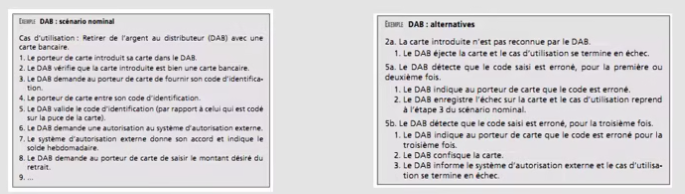 EXEMPLE DAB : scénario nominal
Cas d'utilisation : Retirer de l'argent au distributeur (DAB) avec une
carte bancaire.
1. Le porteur de carte introduit sa carte dans le DAB.
2. Le DAB vérifie que la carte introduite est bien une carte bancaire.
3. Le DAB demande au porteur de carte de fournir son code d'identifica-
tion.
4. Le porteur de carte entre son code d'identification.
5. Le DAB valide le code d'identification (par rapport à celui qui est codé
sur la puce de la carte).
6. Le DAB demande une autorisation au système d'autorisation externe.
7. Le système d'autorisation externe donne son accord et indique le
solde hebdomadaire.
8. Le DAB demande au porteur de carte de saisir le montant désiré du
retrait.
9. ...
EXEMPLE DAB : alternatives
2a. La carte introduite n'est pas reconnue par le DAB.
1. Le DAB éjecte la carte et le cas d'utilisation se termine en échec.
5a. Le DAB détecte que le code saisi est erroné, pour la première ou
deuxième fois.
1. Le DAB indique au porteur de carte que le code est erroné.
2. Le DAB enregistre l'échec sur la carte et le cas d'utilisation reprend
à l'étape 3 du scénario nominal.
5b. Le DAB détecte que le code saisi est erroné, pour la troisième fois.
1. Le DAB indique au porteur de carte que le code est erroné pour la
troisième fois.
2. Le DAB confisque la carte.
3. Le DAB informe le système d'autorisation externe et le cas d'utilisa-
tion se termine en échec.